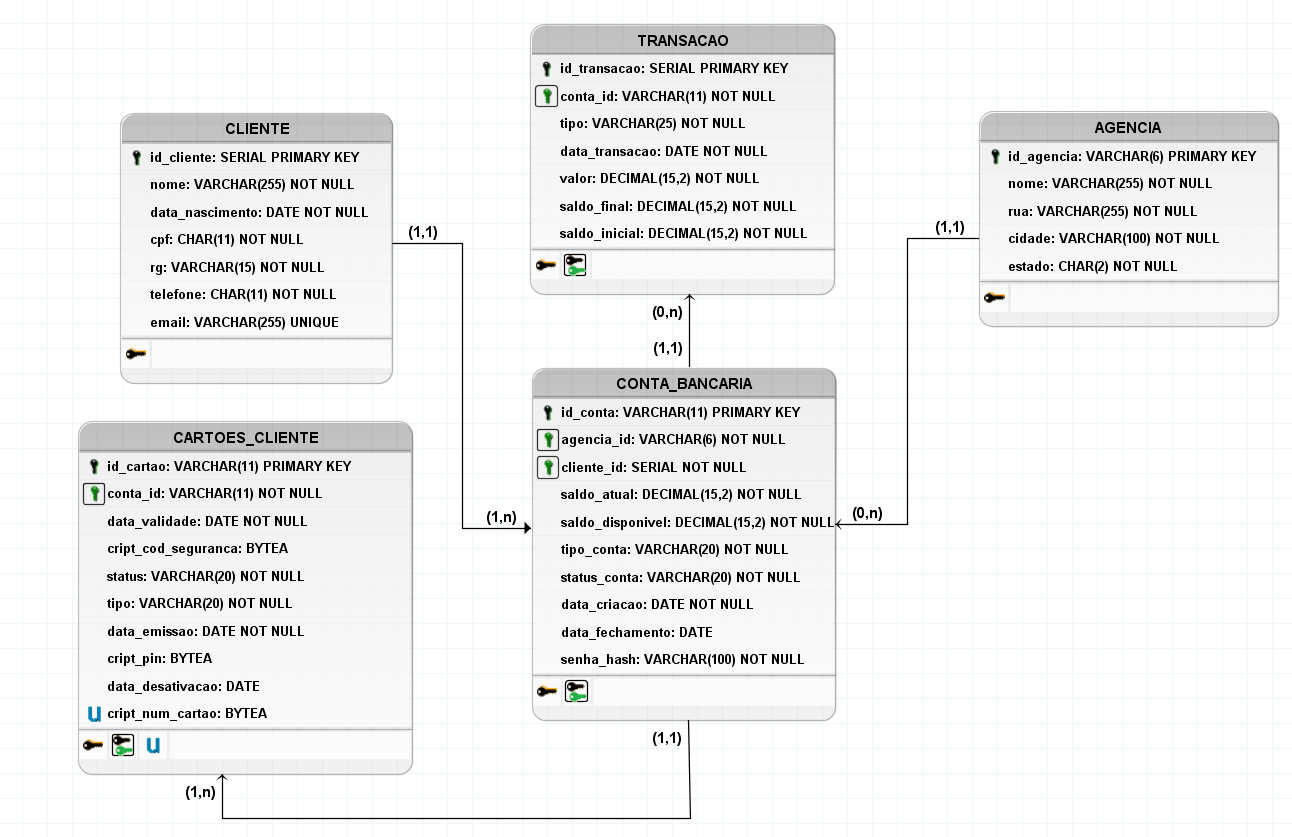 TRANSACAO
id_transacao: SERIAL PRIMARY KEY
conta_id: VARCHAR(11) NOT NULL
tipo: VARCHAR(25) NOT NULL
data_transacao: DATE NOT NULL
valor: DECIMAL(15,2) NOT NULL
saldo_final: DECIMAL(15,2) NOT NULL
saldo_inicial: DECIMAL(15,2) NOT NULL
CLIENTE
id_cliente: SERIAL PRIMARY KEY
nome: VARCHAR(255) NOT NULL
data_nascimento: DATE NOT NULL
cpf: CHAR(11) NOT NULL
rg: VARCHAR(15) NOT NULL
telefone: CHAR(11) NOT NULL
email: VARCHAR(255) UNIQUE
(1,1)
AGENCIA
id_agencia: VARCHAR(6) PRIMARY KEY
nome: VARCHAR(255) NOT NULL
rua: VARCHAR(255) NOT NULL
cidade: VARCHAR(100) NOT NULL
estado: CHAR(2) NOT NULL
(1,1)
(0,n)
(1,1)
CONTA_BANCARIA
id_conta: VARCHAR(11) PRIMARY KEY
agencia_id: VARCHAR(6) NOT NULL
cliente_id: SERIAL NOT NULL
saldo_atual: DECIMAL(15,2) NOT NULL
saldo_disponivel: DECIMAL(15,2) NOT NULL
tipo_conta: VARCHAR(20) NOT NULL
status_conta: VARCHAR(20) NOT NULL
data_criacao: DATE NOT NULL
data_fechamento: DATE
senha_hash: VARCHAR(100) NOT NULL
(1,n)
(0,n)
CARTOES_CLIENTE
id_cartao: VARCHAR(11) PRIMARY KEY
conta_id: VARCHAR(11) NOT NULL
data_validade: DATE NOT NULL
cript_cod_seguranca: BYTEA
status: VARCHAR(20) NOT NULL
tipo: VARCHAR(20) NOT NULL
data_emissao: DATE NOT NULL
cript_pin: BYTEA
data_desativacao: DATE
U cript_num_cartao: BYTEA
U
(1,1)
(1,n)